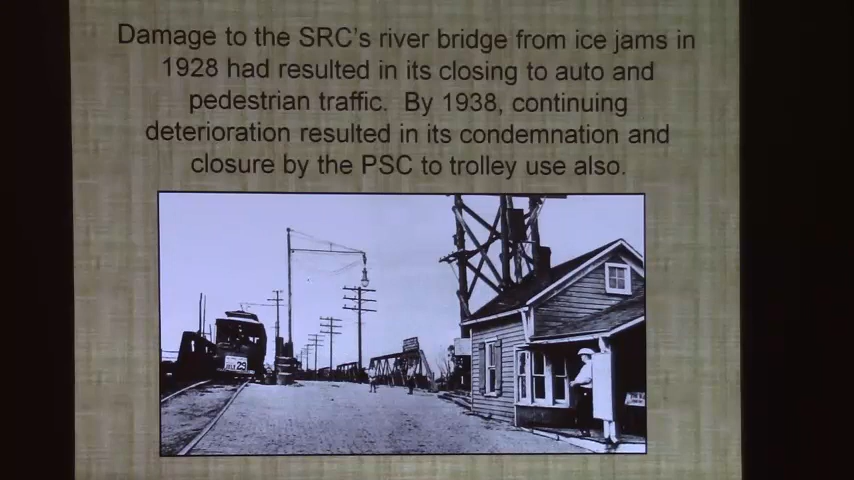 Damage to the SRC's river bridge from ice jams in
1928 had resulted in its closing to auto and
pedestrian traffic. By 1938, continuing
deterioration resulted in its condemnation and
closure by the PSC to trolley use also.
29